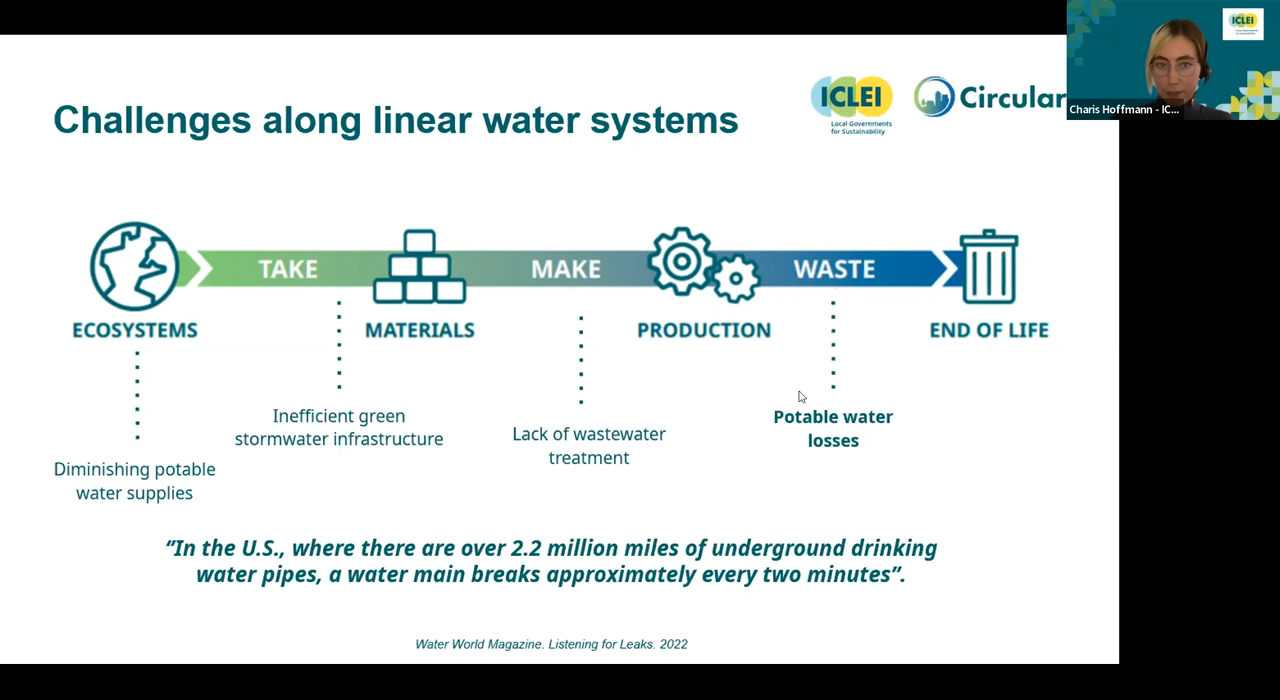 Challenges along linear water systems
ICLEI
Local Governments
for Sustainability
Circular
ICLEI
Charis Hoffmann - IC...
TAKE
MAKE
WASTE
ECOSYSTEMS
MATERIALS
PRODUCTION
END OF LIFE
Inefficient green
stormwater infrastructure
Potable water
losses
Lack of wastewater
treatment
Diminishing potable
water supplies
“In the U.S., where there are over 2.2 million miles of underground drinking
water pipes, a water main breaks approximately every two minutes”.
Water World Magazine. Listening for Leaks. 2022